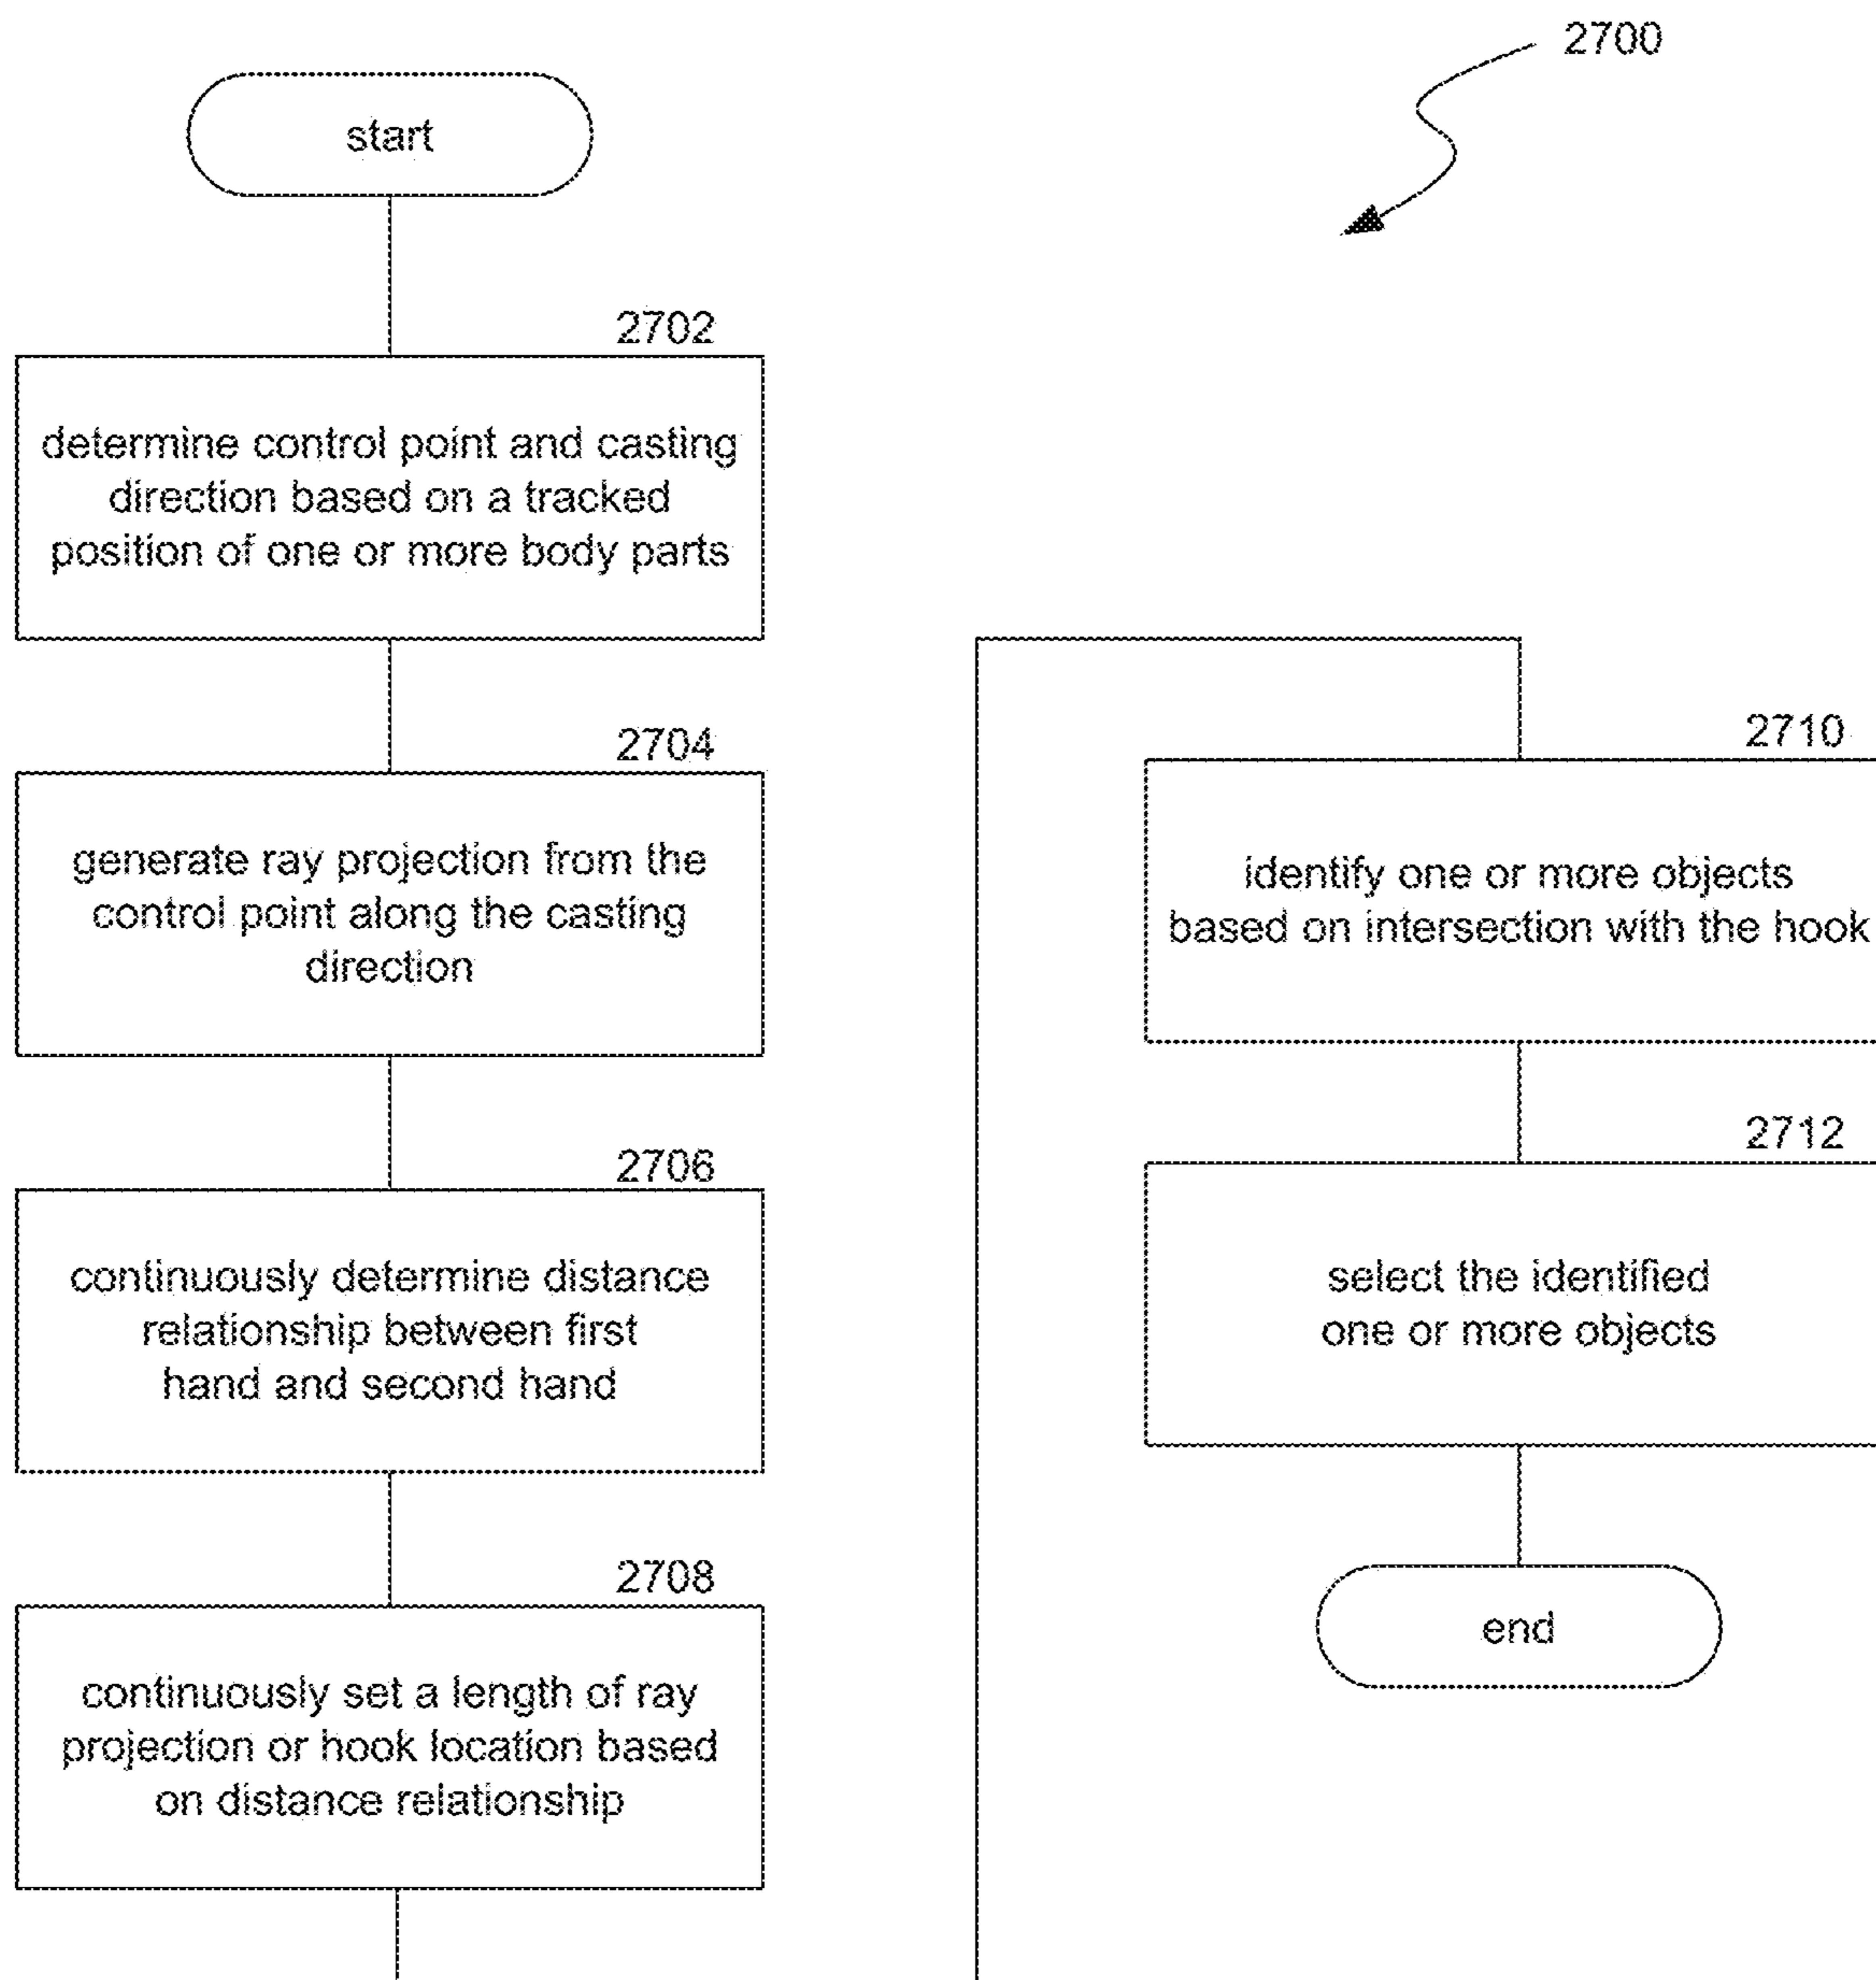 2700
start
2702
determine control point and casting
direction based on a tracked
position of one or more body parts
2704
generate ray projection from the
control point along the casting
direction
2706
continuously determine distance
relationship between first
hand and second hand
2708
continuously set a length of ray
projection or hook location based
on distance relationship
2710
identify one or more objects
based on intersection with the hook
2712
select the identified
one or more objects
end